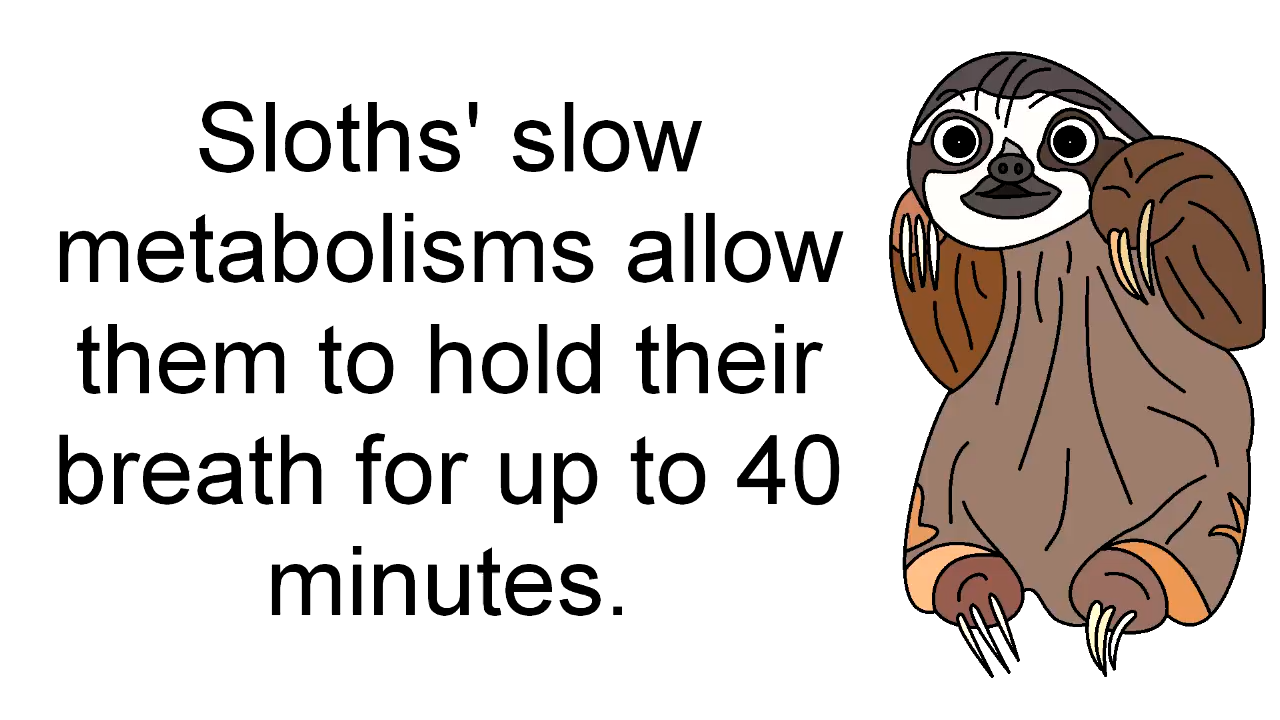 Sloths' slow
metabolisms allow
them to hold their
breath for up to 40
minutes.